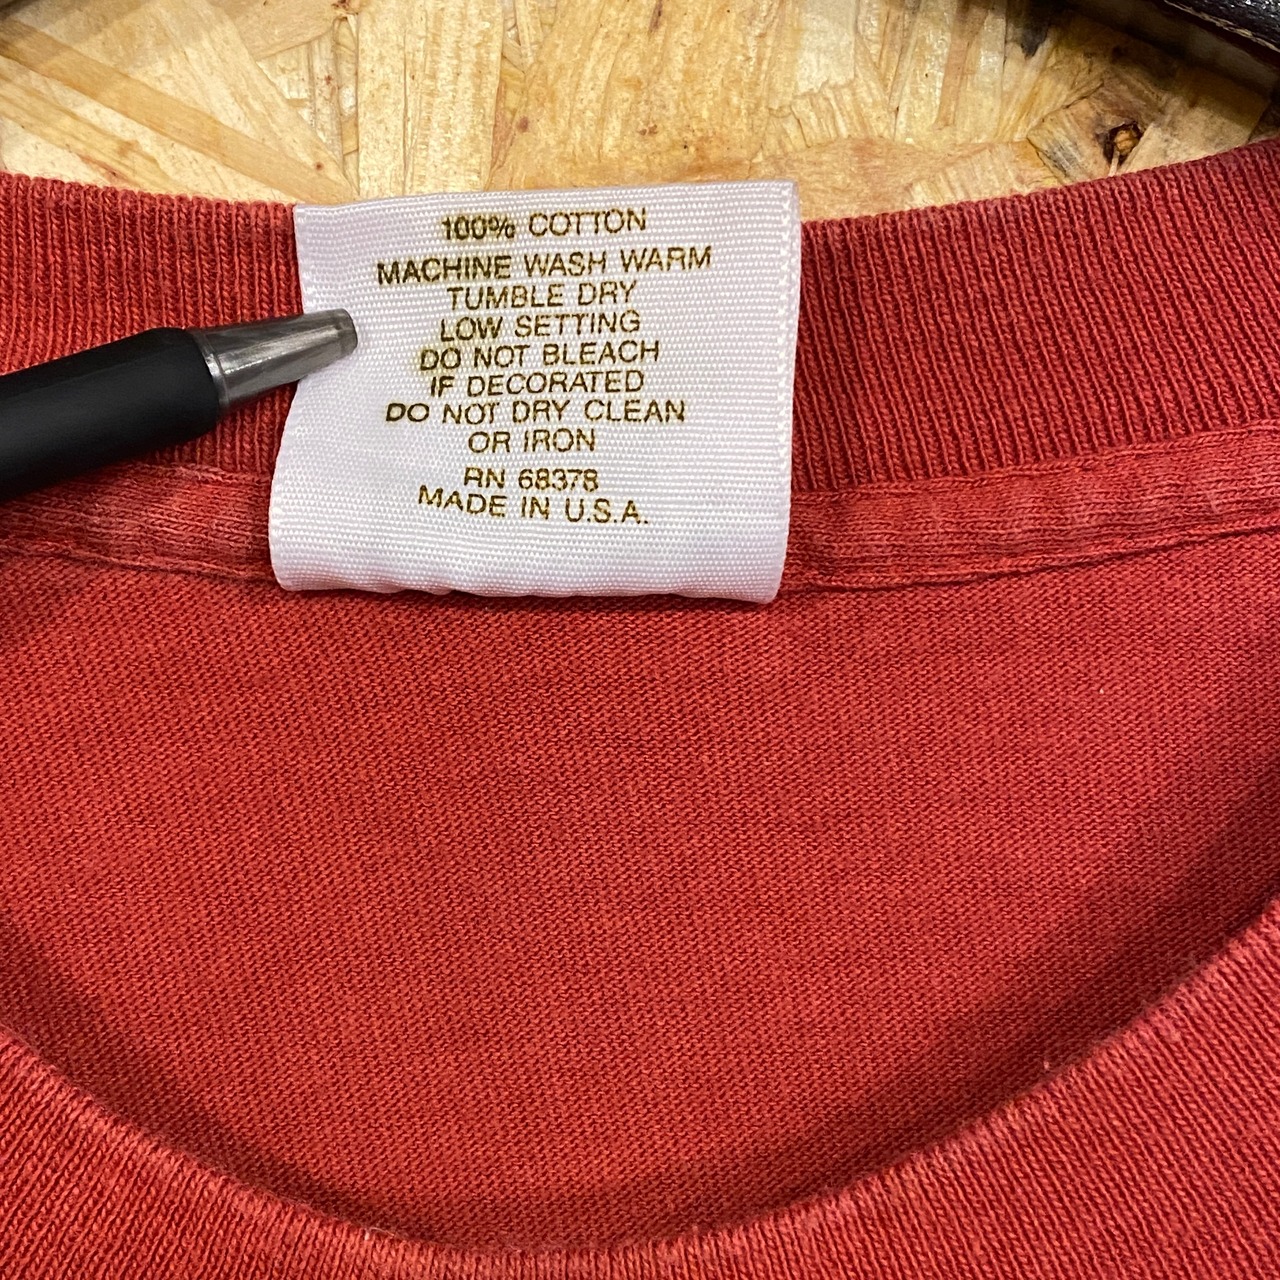 100% COTTON
MACHINE WASH WARM
TUMBLE DRY
LOW SETTING
DO NOT BLEACH
IF DECORATED
DO NOT DRY CLEAN
OR IRON
RN 68378
MADE IN U.S.A.